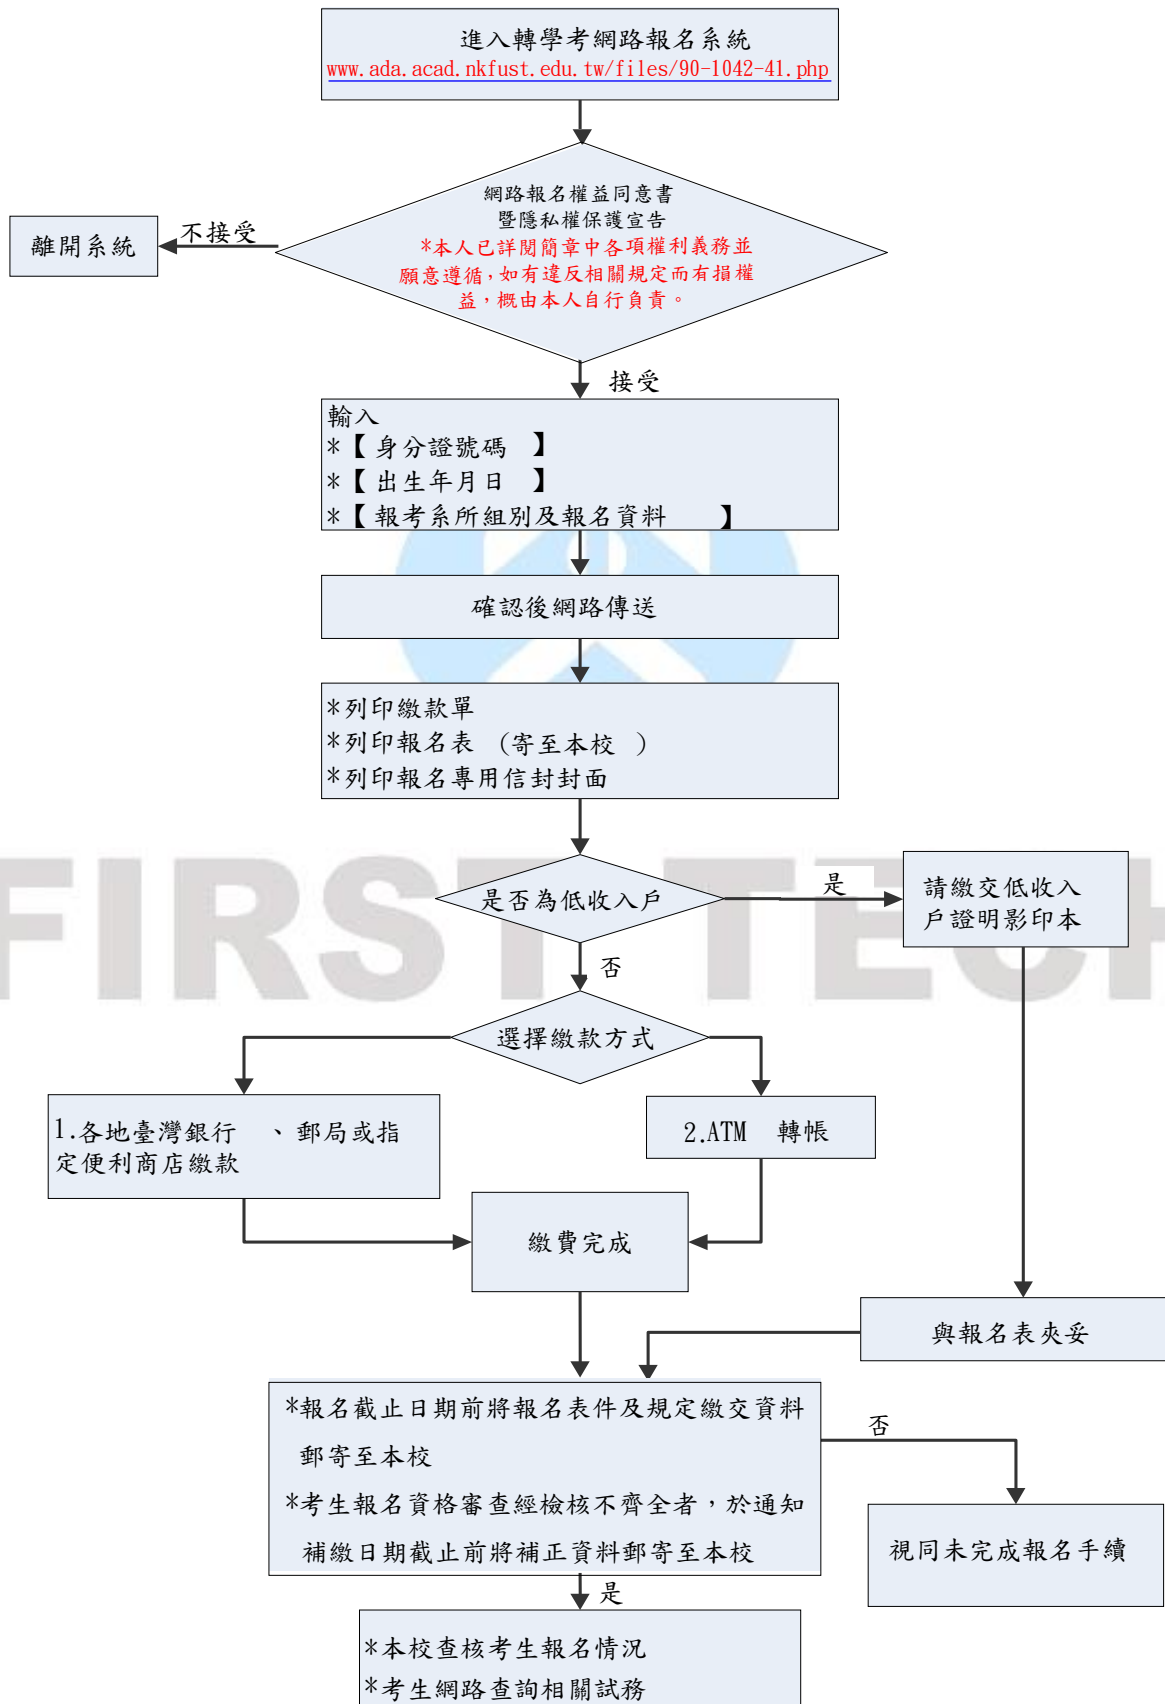 進入轉學考網路報名系統
www.ada.acad.nkfust.edu.tw/files/90-1042-41.php
網路報名權益同意書
暨隱私權保護宣告
*本人已詳閱簡章中各項權利義務並
願意遵循，如有違反相關規定而有損權
益，概由本人自行負責。
不接受
離開系統
接受
輸入
*【身分證號碼 】
*【出生年月日 】
*【報考系所組別及報名資料 】
確認後網路傳送
*列印繳款單
*列印報名表 (寄至本校 )
*列印報名專用信封封面
FIRST TECH
是否為低收入戶
是
請繳交低收入
戶證明影印本
否
選擇繳款方式
1.各地臺灣銀行 、郵局或指
定便利商店繳款
2.ATM 轉帳
繳費完成
與報名表夾妥
*報名截止日期前將報名表件及規定繳交資料
郵寄至本校
*考生報名資格審查經檢核不齊全者，於通知
補繳日期截止前將補正資料郵寄至本校
否
視同未完成報名手續
是
*本校查核考生報名情況
*考生網路查詢相關試務